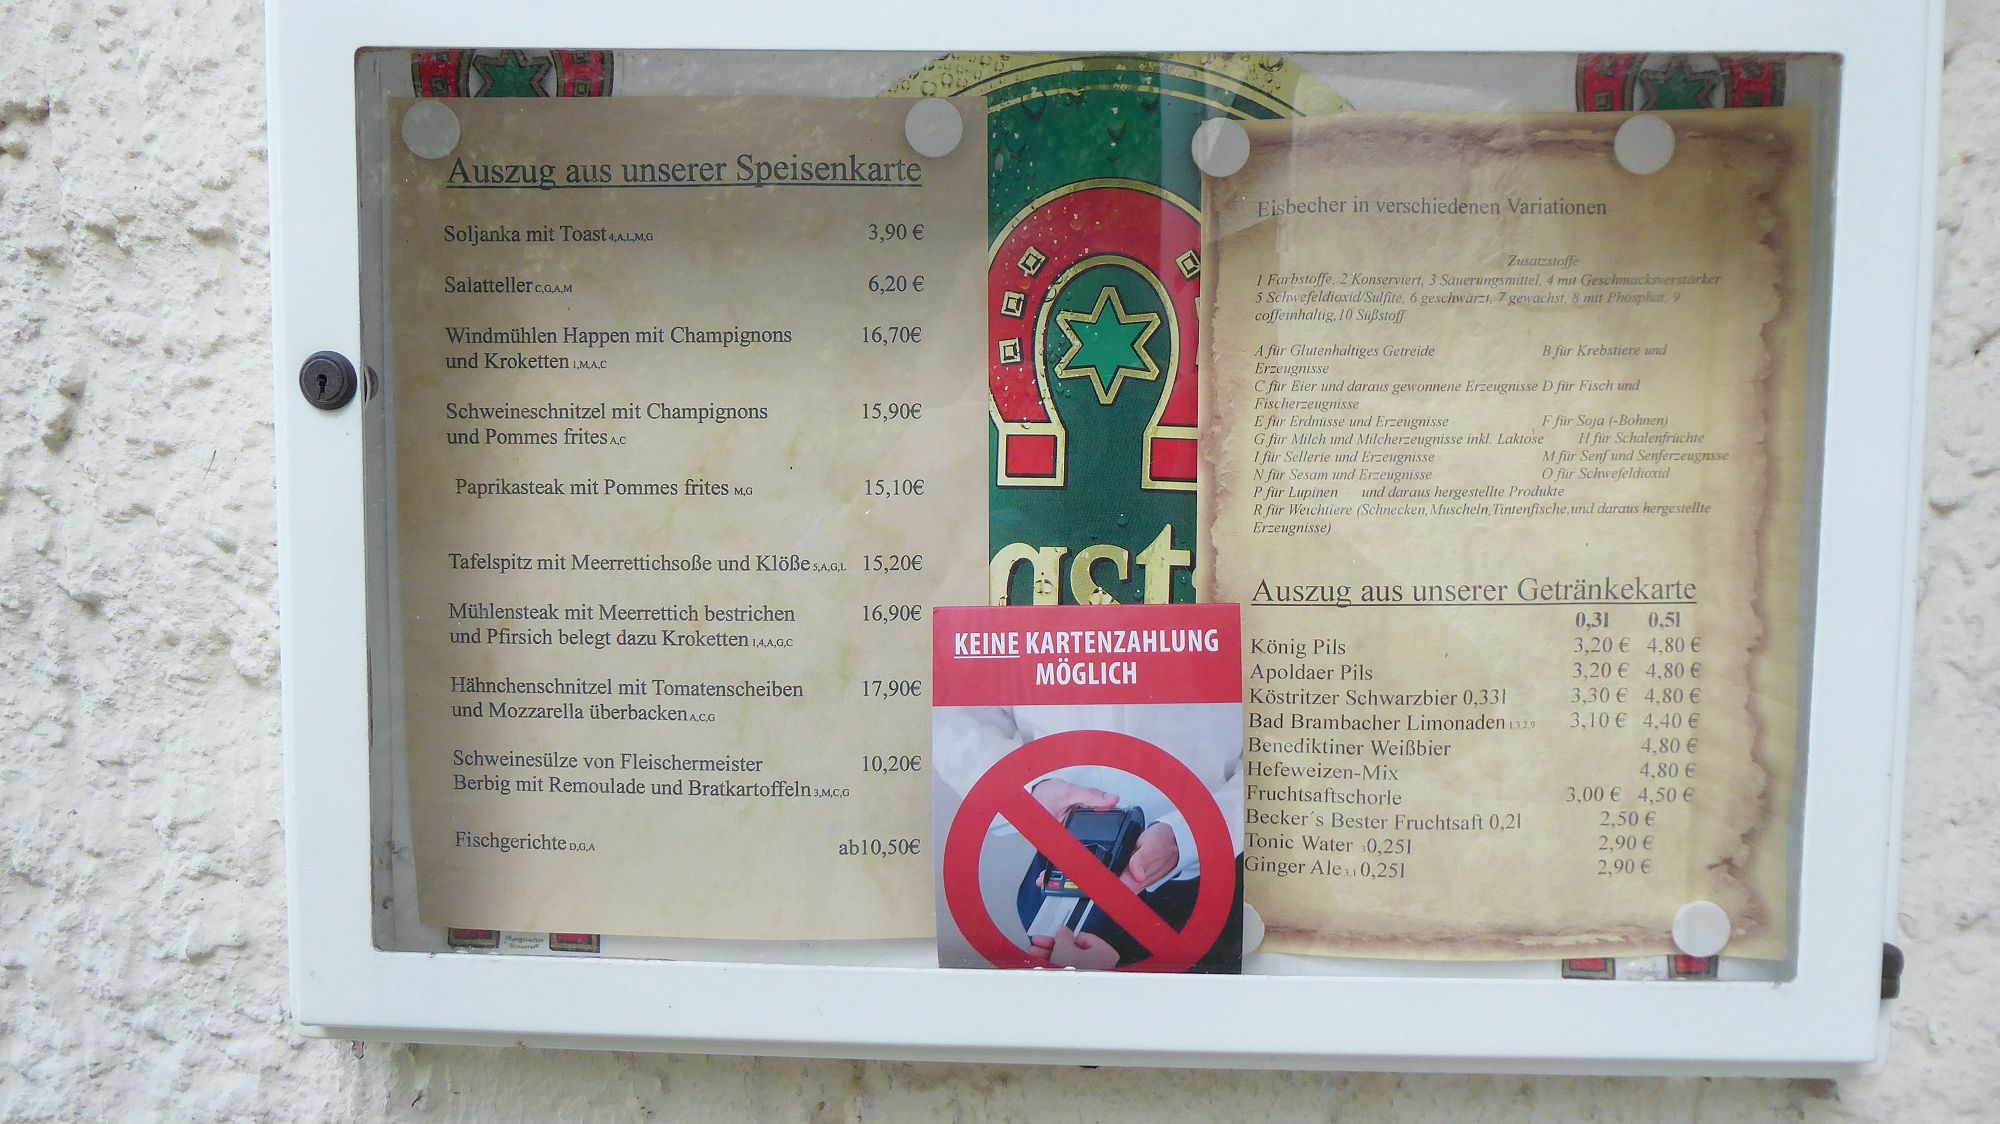 Auszug aus unserer Speisenkarte
Soljanka mit Toast 4,A,L,M,G 3,90 €
Salatteller C,G,A,M 6,20 €
Windmühlen Happen mit Champignons 16,70€
und Kroketten 1,M,A,C
Schweineschnitzel mit Champignons 15,90€
und Pommes frites A,C
Paprikasteak mit Pommes frites M,G 15,10€
Tafelspitz mit Meerrettichsoße und Klöße 5,A,G,L 15,20€
Mühlensteak mit Meerrettich bestrichen 16,90€
und Pfirsich belegt dazu Kroketten 1,4,A,G,C
Hähnchenschnitzel mit Tomatenscheiben 17,90€
und Mozzarella überbacken A,C,G
Schweinesülze von Fleischermeister 10,20€
Berbig mit Remoulade und Bratkartoffeln 3,M,C,G
Fischgerichte D,G,A ab10,50€
Pfungstädter
Brauerei
gst
KEINE KARTENZAHLUNG
MÖGLICH
Eisbecher in verschiedenen Variationen
Zusatzstoffe
1 Farbstoffe, 2 Konserviert, 3 Säuerungsmittel, 4 mit Geschmacksverstärker
5 Schwefeldioxid/Sulfite, 6 geschwärzt, 7 gewachst, 8 mit Phosphat, 9
coffeinhaltig,10 Süßstoff
A für Glutenhaltiges Getreide B für Krebstiere und
Erzeugnisse
C für Eier und daraus gewonnene Erzeugnisse D für Fisch und
Fischerzeugnisse
E für Erdnüsse und Erzeugnisse F für Soja (-Bohnen)
G für Milch und Milcherzeugnisse inkl. Laktose H für Schalenfrüchte
I für Sellerie und Erzeugnisse M für Senf und Senferzeugnsse
N für Sesam und Erzeugnisse O für Schwefeldioxid
P für Lupinen und daraus hergestellte Produkte
R für Weichtiere (Schnecken,Muscheln,Tintenfische,und daraus hergestellte
Erzeugnisse)
Auszug aus unserer Getränkekarte
0,3l 0,5l
König Pils 3,20 € 4,80 €
Apoldaer Pils 3,20 € 4,80 €
Köstritzer Schwarzbier 0,33l 3,30 € 4,80 €
Bad Brambacher Limonaden 1,3,2,9 3,10 € 4,40 €
Benediktiner Weißbier 4,80 €
Hefeweizen-Mix 4,80 €
Fruchtsaftschorle 3,00 € 4,50 €
Becker´s Bester Fruchtsaft 0,2l 2,50 €
Tonic Water 3 0,25l 2,90 €
Ginger Ale 3,1 0,25l 2,90 €